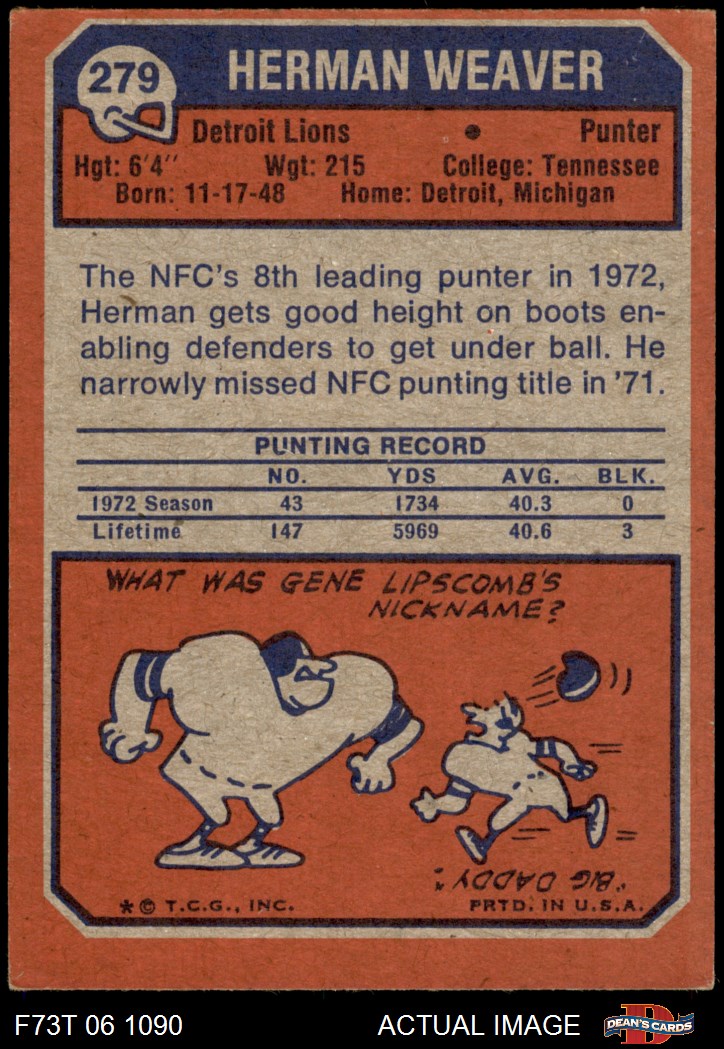 279
HERMAN WEAVER
Detroit Lions • Punter
Hgt: 6'4" Wgt: 215 College: Tennessee
Born: 11-17-48 Home: Detroit, Michigan
The NFC's 8th leading punter in 1972,
Herman gets good height on boots en-
abling defenders to get under ball. He
narrowly missed NFC punting title in '71.
PUNTING RECORD
NO. YDS AVG. BLK.
1972 Season 43 1734 40.3 0
Lifetime 147 5969 40.6 3
WHAT WAS GENE LIPSCOMB'S
NICKNAME?
"BIG DADDY".
*© T.C.G., INC. PRTD. IN U.S.A.
F73T 06 1090 ACTUAL IMAGE
D
DEAN'S CARDS